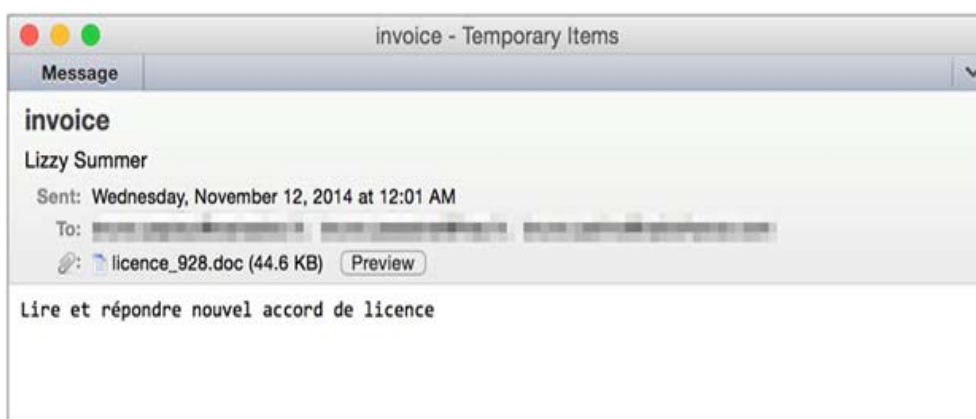 invoice - Temporary Items
Message
invoice
Lizzy Summer
Sent: Wednesday, November 12, 2014 at 12:01 AM
To:
licence_928.doc (44.6 KB) Preview
Lire et répondre nouvel accord de licence